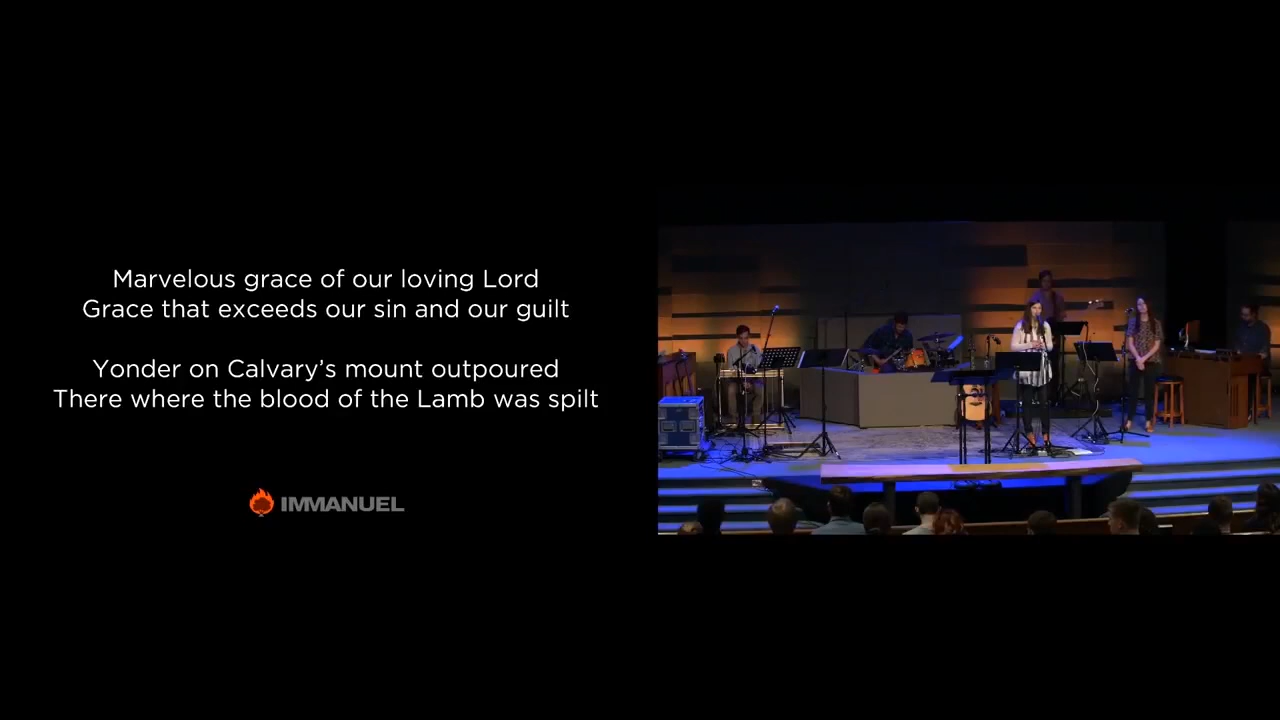 Marvelous grace of our loving Lord
Grace that exceeds our sin and our guilt
Yonder on Calvary’s mount outpoured
There where the blood of the Lamb was spilt
IMMANUEL